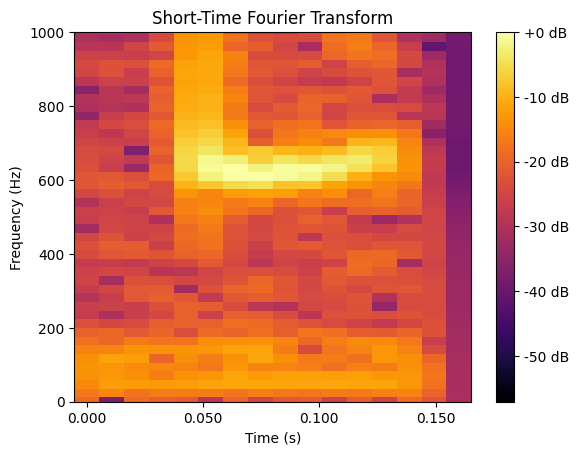 Short-Time Fourier Transform
1000
800
600
400
200
0
Frequency (Hz)
0.000
0.050
0.100
0.150
Time (s)
+0 dB
-10 dB
-20 dB
-30 dB
-40 dB
-50 dB